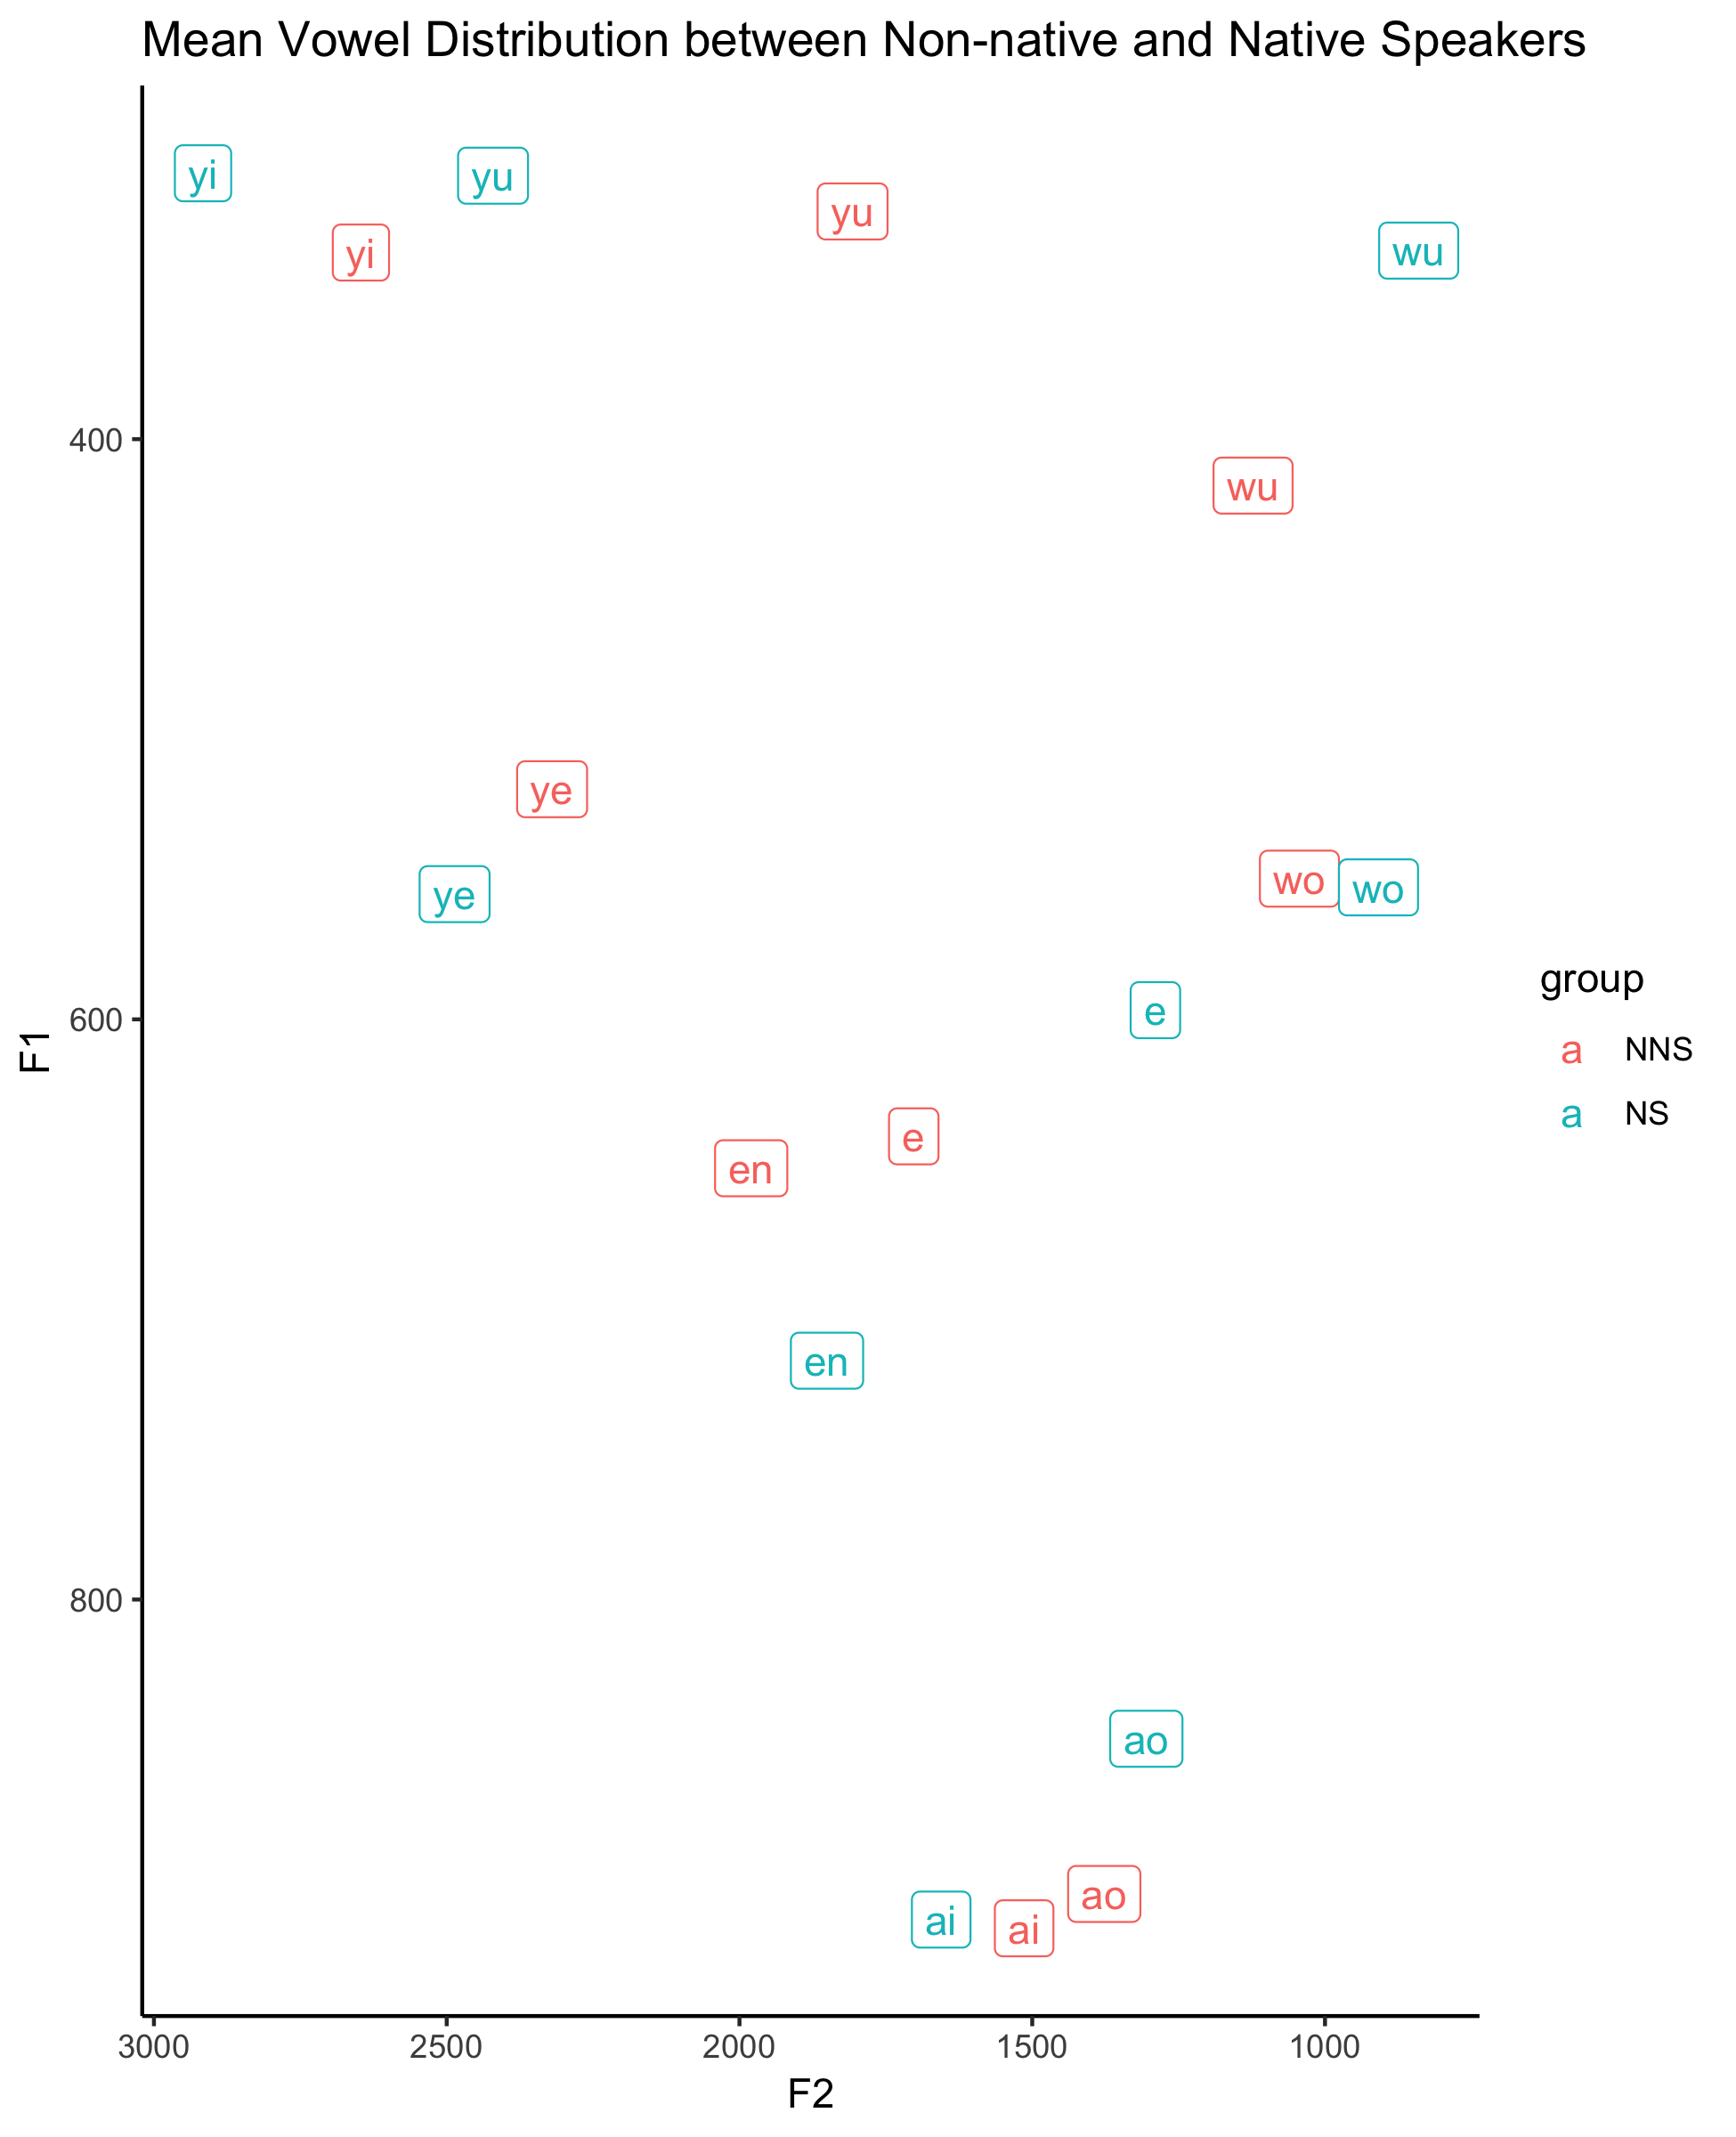 Mean Vowel Distribution between Non-native and Native Speakers
yi
yu
yu
wu
yi
400
wu
ye
wo
wo
ye
e
group
600
F1
a NNS
e
a NS
en
en
800
ao
ao
ai
ai
3000 2500 2000 1500 1000
F2